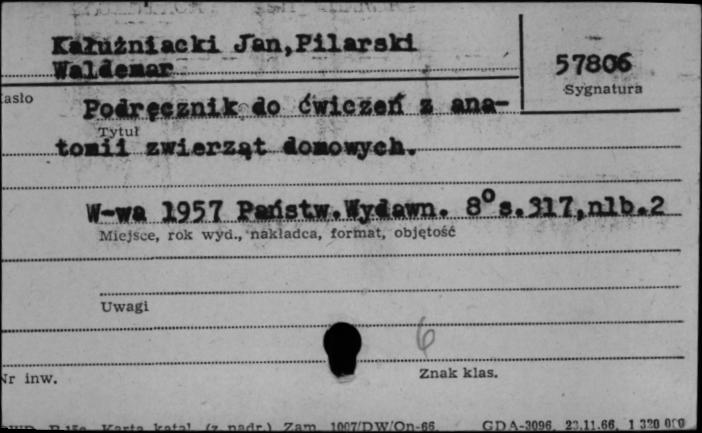 Kałużniacki Jan,Pilarski
Waldemar
57806
Sygnatura
asło
Podręcznik do ćwiczeń z ana-
Tytuł
tomii zwierząt domowych.
W-wa 1957 Państw.Wydawn. 8° s.317,nlb.2
Miejsce, rok wyd., nakładca, format, objętość
Uwagi
6
Nr inw.
Znak klas.
Karta katal. (z nadr.) Zam. 1007/DW/On-66. GDA-3096. 23.11.66. 1 320 000